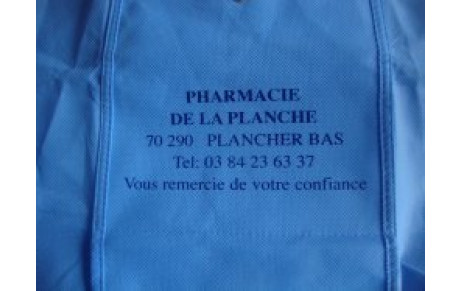 PHARMACIE
DE LA PLANCHE
70 290 PLANCHER BAS
Tel: 03 84 23 63 37
Vous remercie de votre confiance